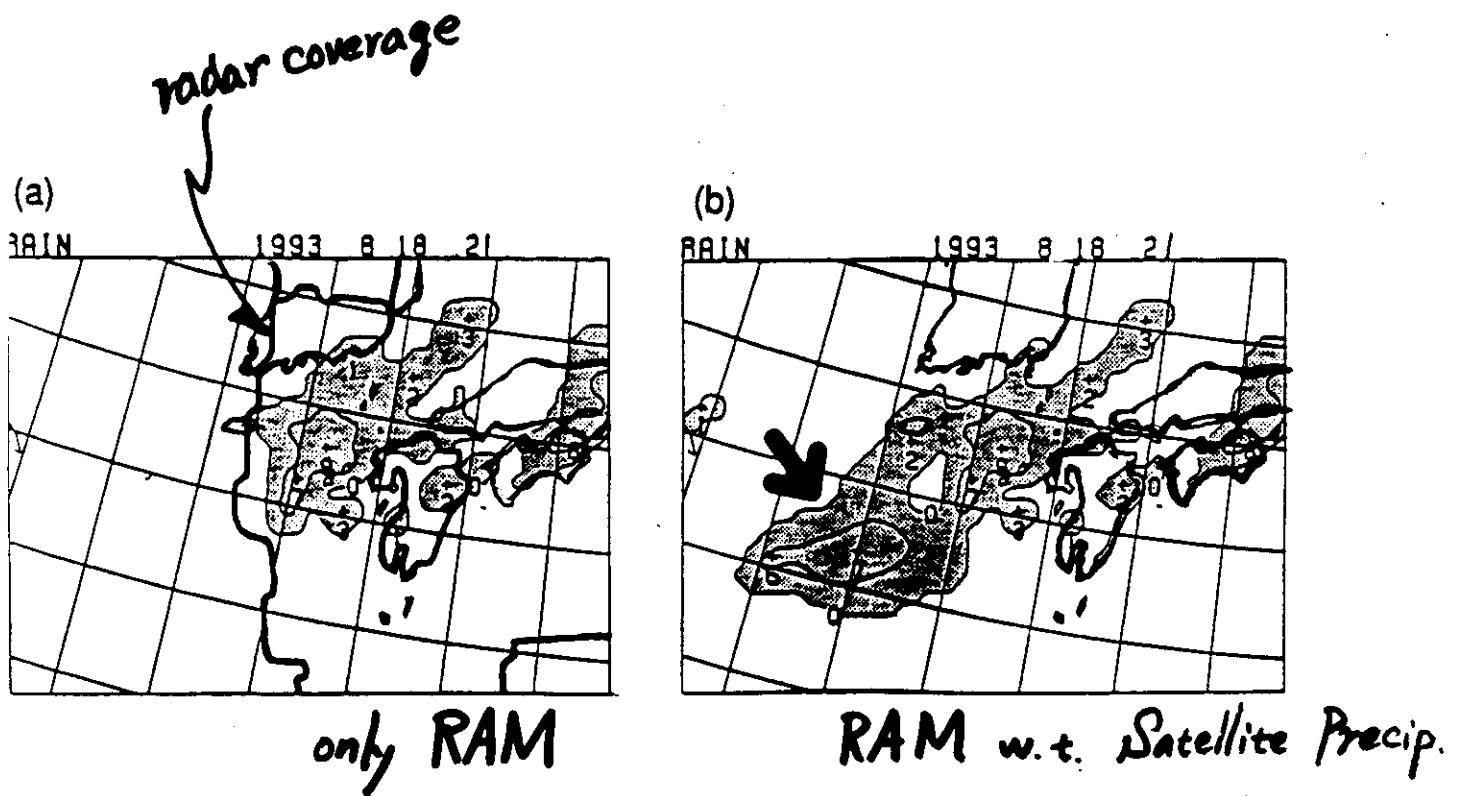 radar coverage
(a)
RAIN 1993 8 18 21
only RAM
(b)
RAIN 1993 8 18 21
RAM w.t. Satellite Precip.